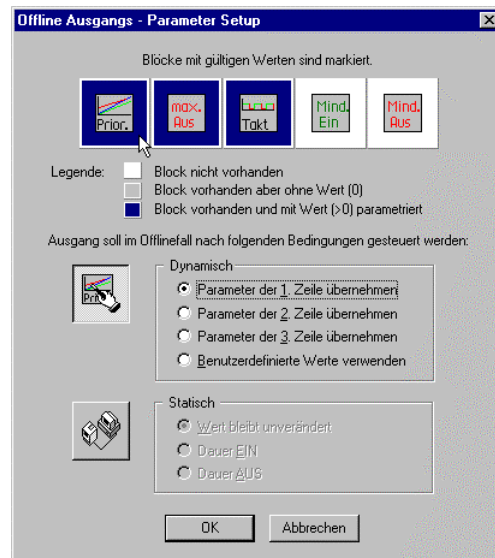 Offline Ausgangs - Parameter Setup
Blöcke mit gültigen Werten sind markiert.
Prior.
max. Aus
Takt
Mind. Ein
Mind. Aus
Legende:
Block nicht vorhanden
Block vorhanden aber ohne Wert (0)
Block vorhanden und mit Wert (>0) parametriert
Ausgang soll im Offlinefall nach folgenden Bedingungen gesteuert werden:
Dynamisch
Parameter der 1. Zeile übernehmen
Parameter der 2. Zeile übernehmen
Parameter der 3. Zeile übernehmen
Benutzerdefinierte Werte verwenden
Statisch
Wert bleibt unverändert
Dauer EIN
Dauer AUS
OK
Abbrechen